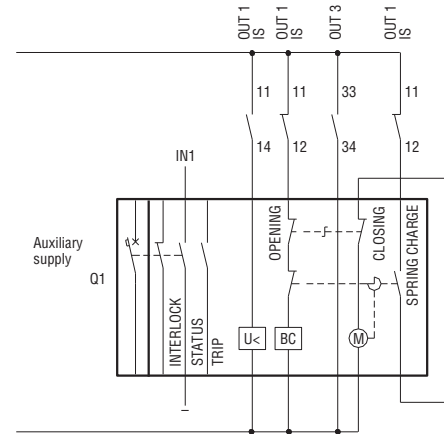 OUT 1
IS
OUT 1
IS
OUT 3
OUT 1
IS
11
11
33
11
14
12
34
12
IN1
Auxiliary
supply
Q1
INTERLOCK
STATUS
TRIP
OPENING
CLOSING
SPRING CHARGE
U<
BC
M
–